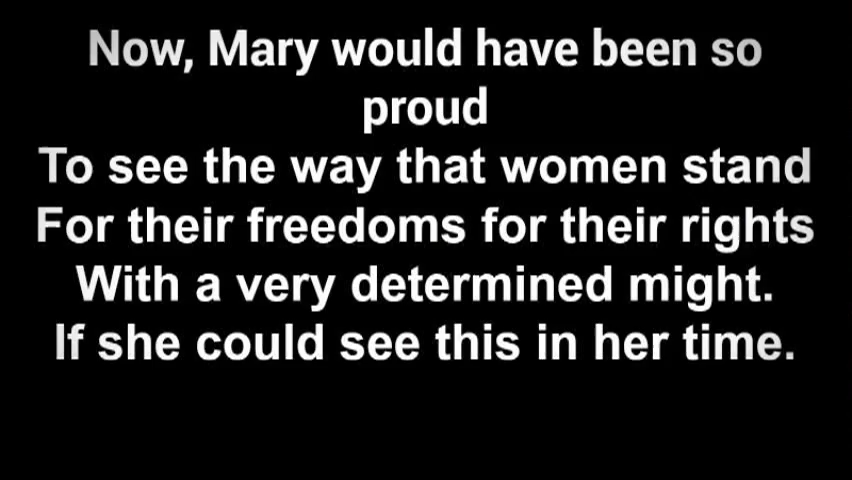 Now, Mary would have been so
proud
To see the way that women stand
For their freedoms for their rights
With a very determined might.
If she could see this in her time.